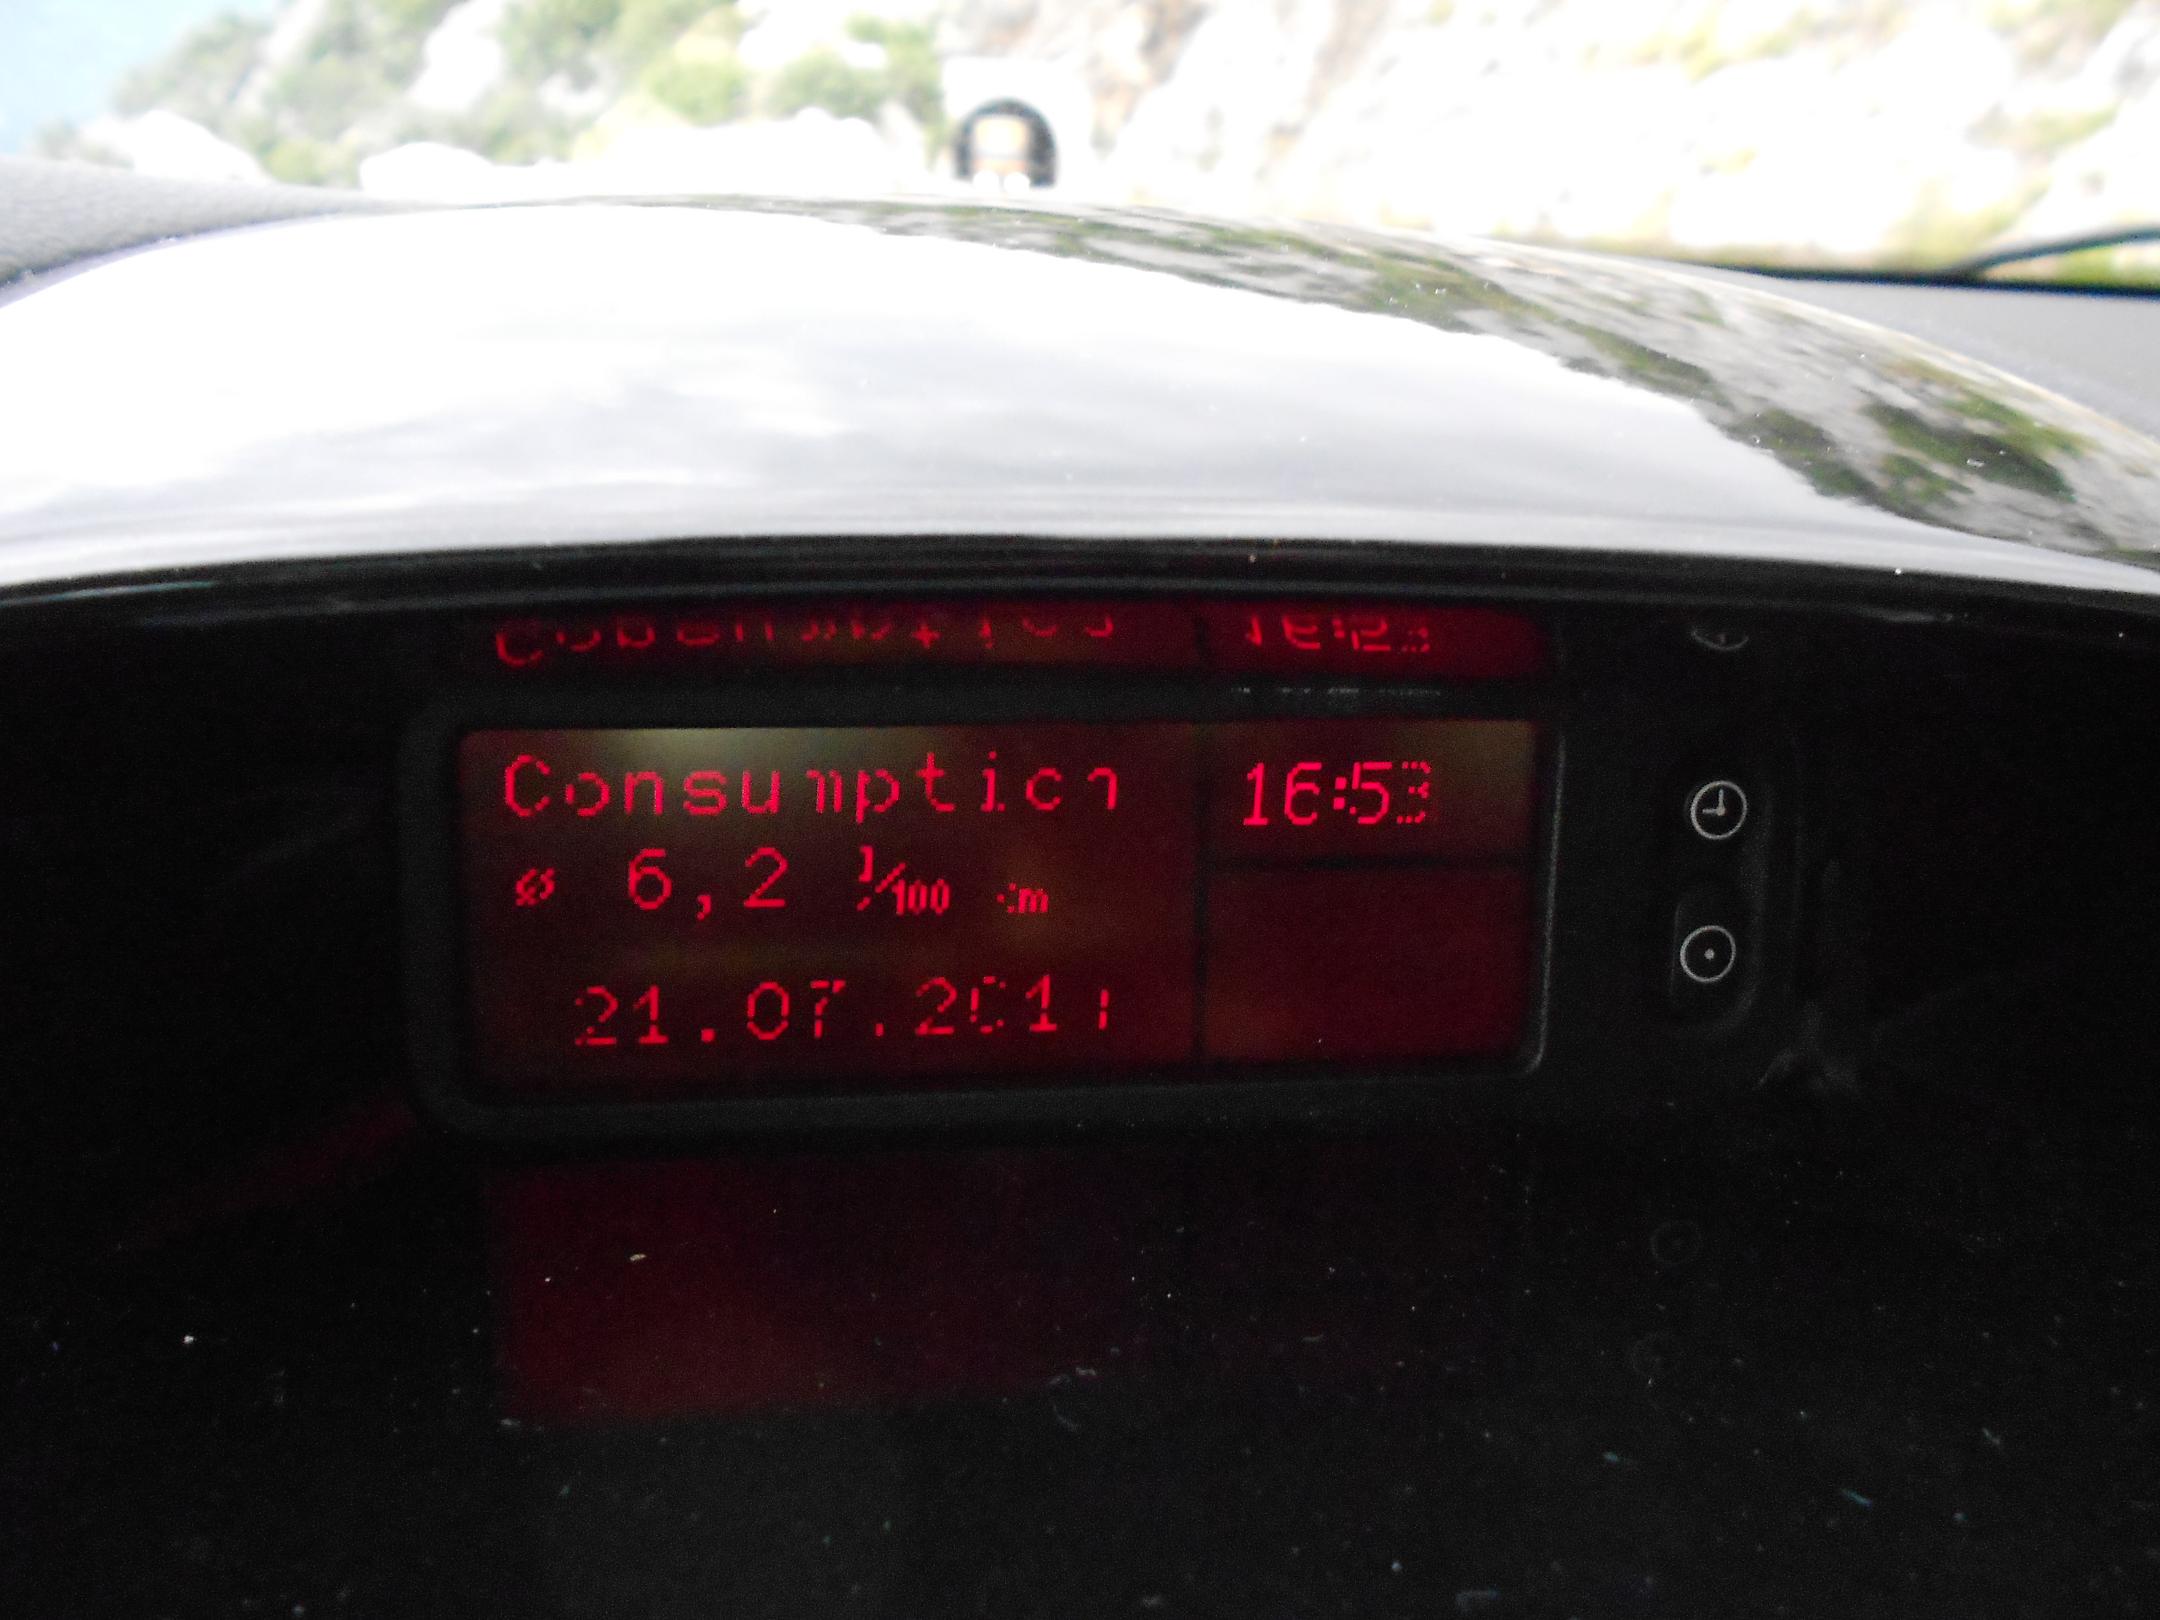 Consumption
16:53
ø 6,2 l/100 km
21.07.2011